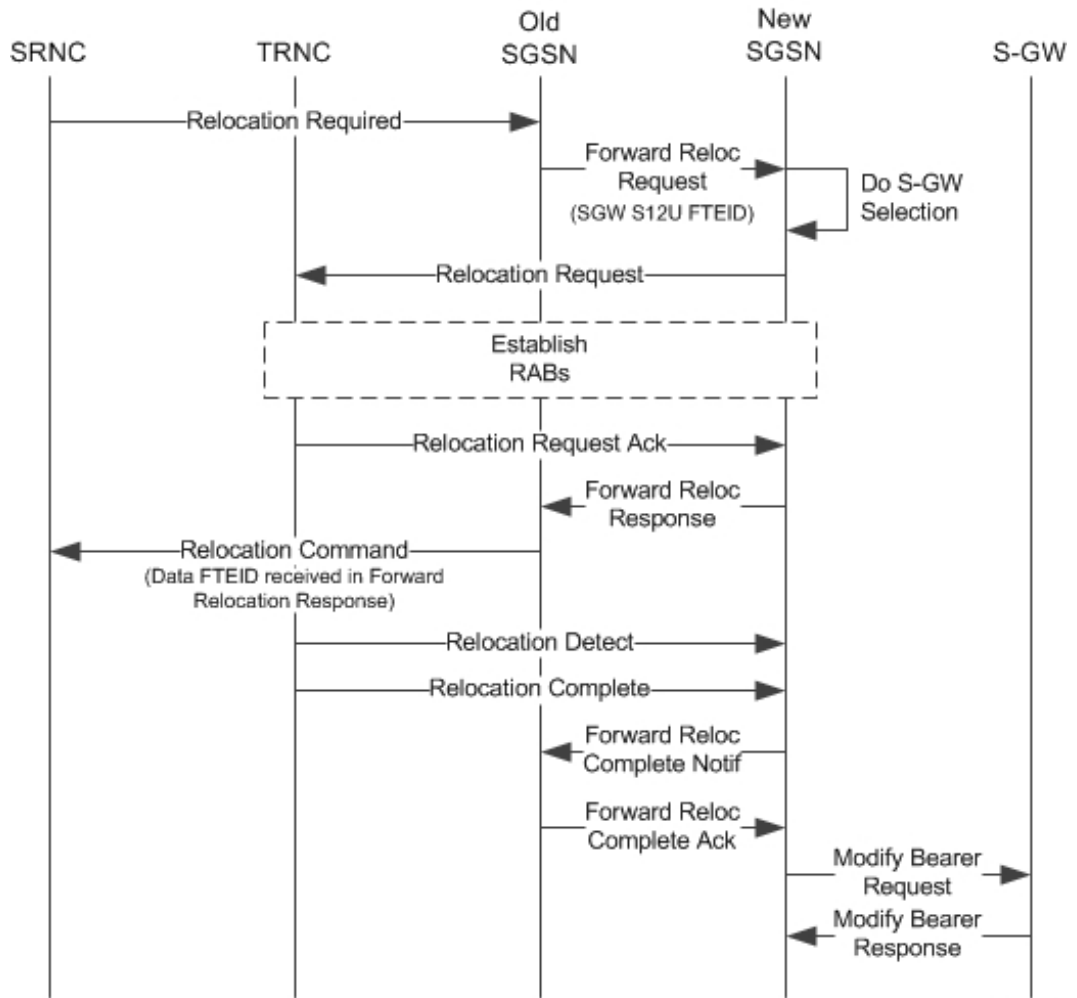 Old
New
SRNC
TRNC
SGSN
SGSN
S-GW
Relocation Required
Forward Reloc
Request
(SGW S12U FTEID)
Do S-GW
Selection
Relocation Request
Establish
RABs
Relocation Request Ack
Forward Reloc
Response
Relocation Command
(Data FTEID received in Forward
Relocation Response)
Relocation Detect
Relocation Complete
Forward Reloc
Complete Notif
Forward Reloc
Complete Ack
Modify Bearer
Request
Modify Bearer
Response